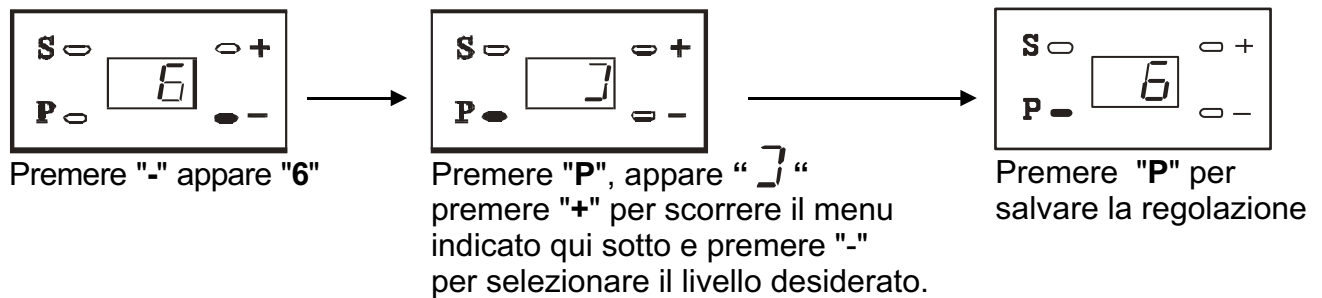 S +
6
P -
S +
P -
S +
6
P -
Premere "-" appare "6"
Premere "P", appare “ “
premere "+" per scorrere il menu
indicato qui sotto e premere "-"
per selezionare il livello desiderato.
Premere "P" per
salvare la regolazione